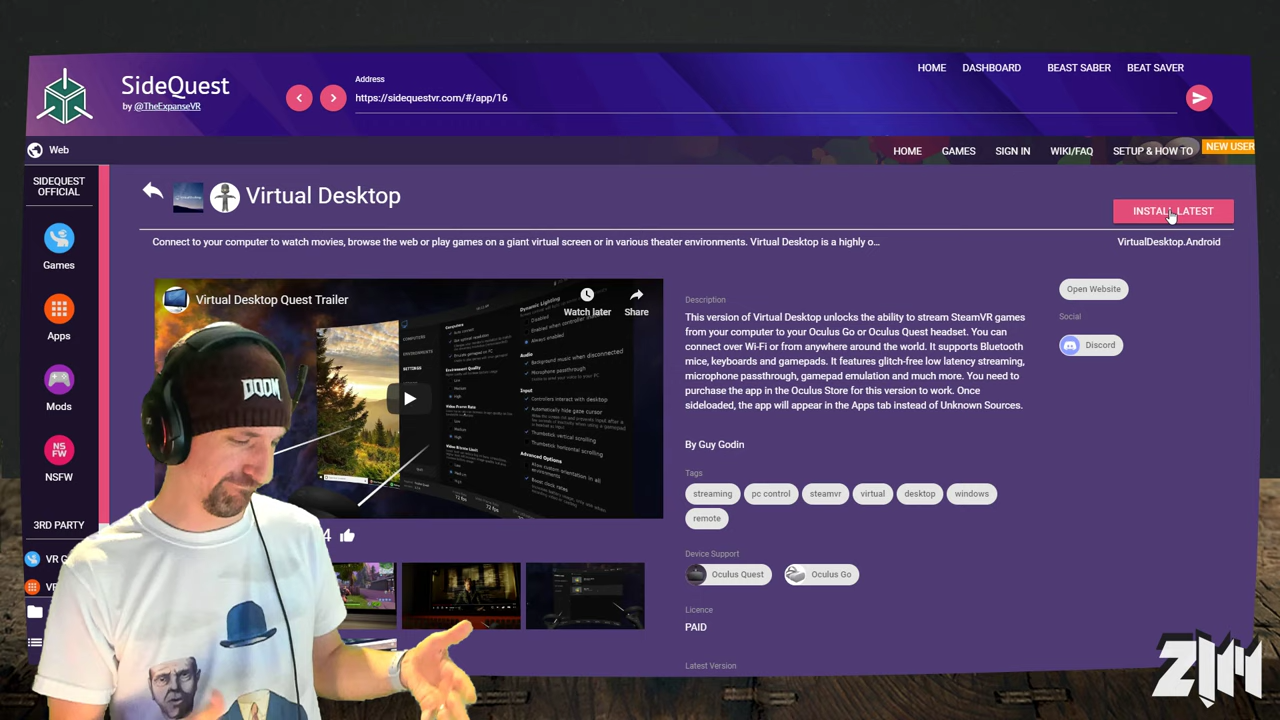 SideQuest
by @TheExpanseVR
Address
https://sidequestvr.com/#/app/16
HOME
DASHBOARD
BEAST SABER
BEAT SAVER
Web
HOME
GAMES
SIGN IN
WIKI/FAQ
SETUP & HOW TO
NEW USER
SIDEQUEST
OFFICIAL
Games
Apps
Mods
NSFW
NSFW
3RD PARTY
VR G
Virtual Desktop
INSTALL LATEST
Connect to your computer to watch movies, browse the web or play games on a giant virtual screen or in various theater environments. Virtual Desktop is a highly o...
VirtualDesktop.Android
Virtual Desktop Quest Trailer
Watch later
Share
COMPUTERS
ENVIRONMENTS
SETTINGS
DOOM
4
Description
This version of Virtual Desktop unlocks the ability to stream SteamVR games
from your computer to your Oculus Go or Oculus Quest headset. You can
connect over Wi-Fi or from anywhere around the world. It supports Bluetooth
mice, keyboards and gamepads. It features glitch-free low latency streaming,
microphone passthrough, gamepad emulation and much more. You need to
purchase the app in the Oculus Store for this version to work. Once
sideloaded, the app will appear in the Apps tab instead of Unknown Sources.
By Guy Godin
Tags
streaming
pc control
steamvr
virtual
desktop
windows
remote
Device Support
Oculus Quest
Oculus Go
Licence
PAID
Latest Version
Open Website
Social
Discord